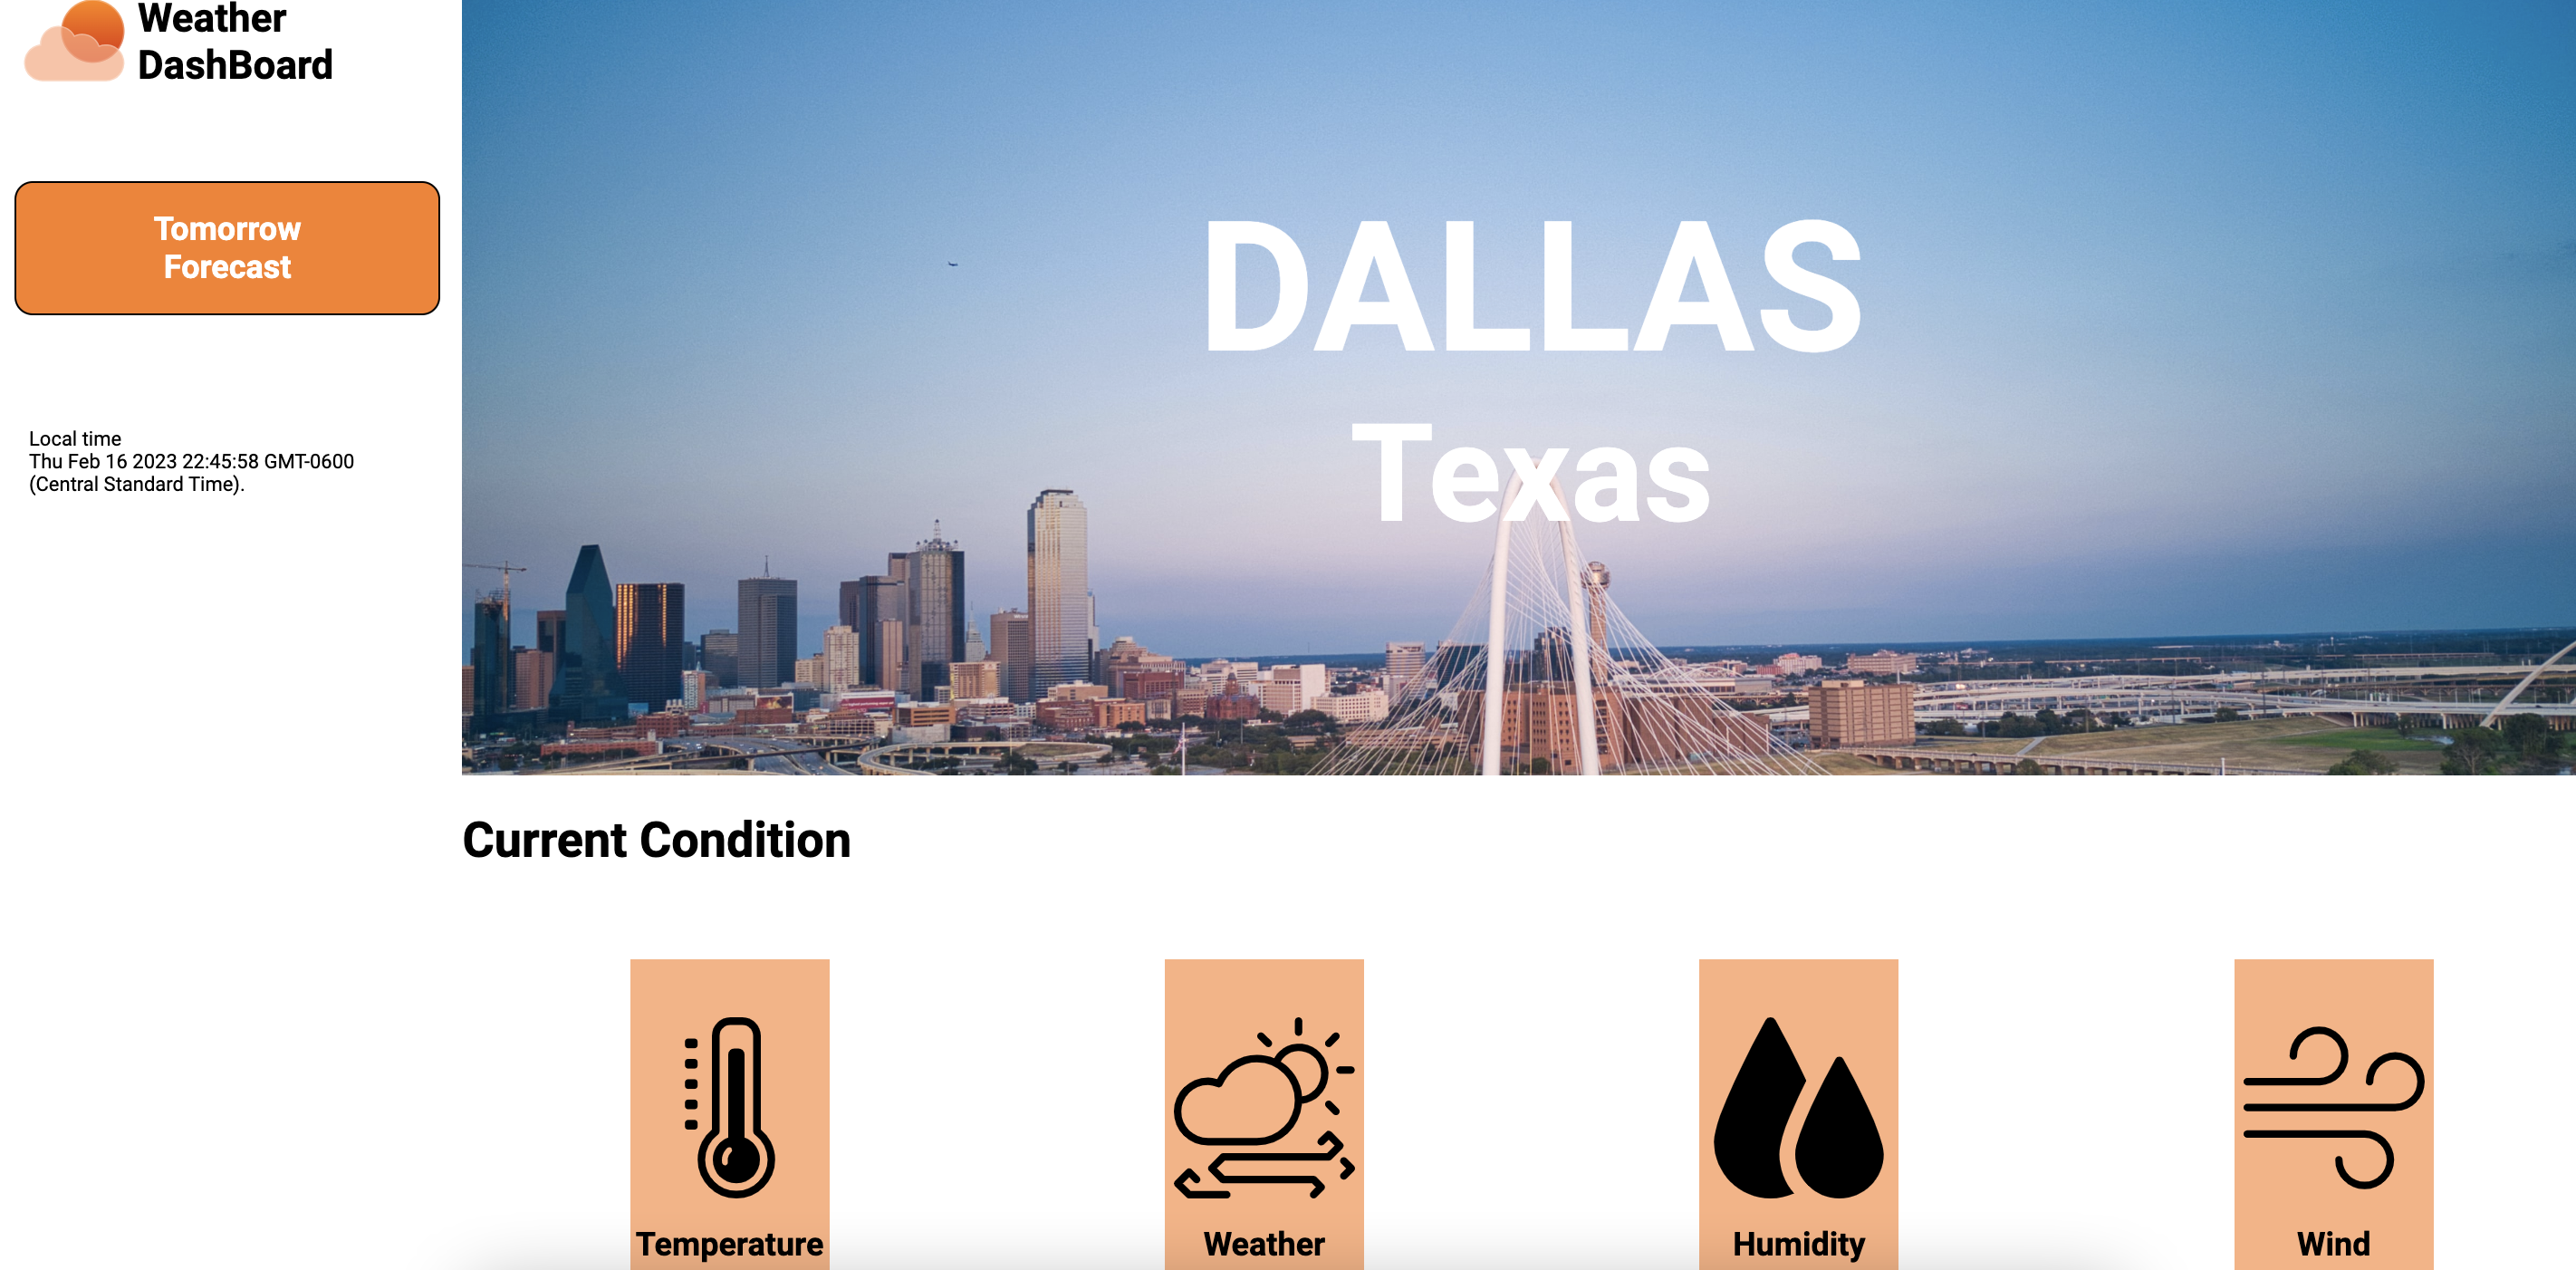 Weather
DashBoard
Tomorrow
Forecast
Local time
Thu Feb 16 2023 22:45:58 GMT-0600
(Central Standard Time).
DALLAS
Texas
Current Condition
Temperature
Weather
Humidity
Wind